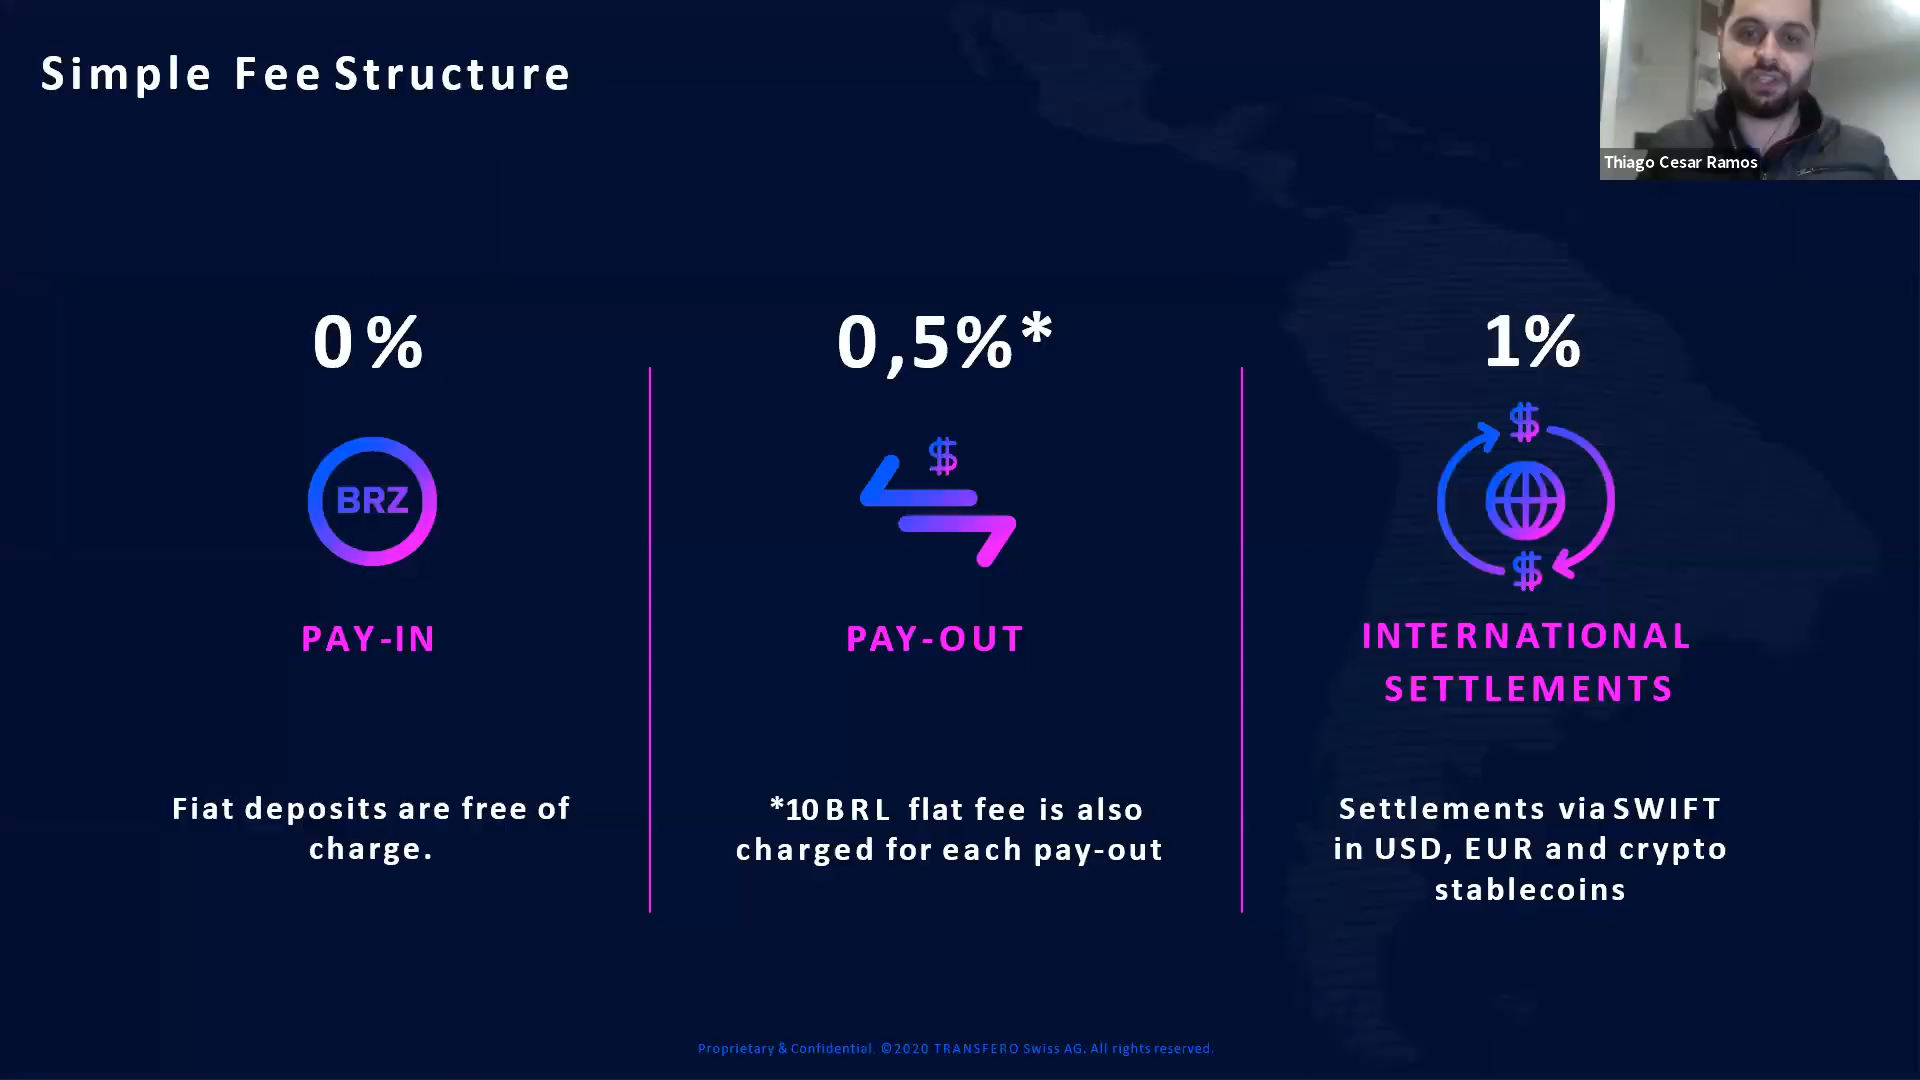 Simple Fee Structure
Thiago Cesar Ramos
0%
BRZ
PAY-IN
Fiat deposits are free of
charge.
0,5%*
$
PAY-OUT
*10 BRL flat fee is also
charged for each pay-out
1%
$
$
INTERNATIONAL
SETTLEMENTS
Settlements via SWIFT
in USD, EUR and crypto
stablecoins
Proprietary & Confidential. ©2020 TRANSFERO Swiss AG. All rights reserved.